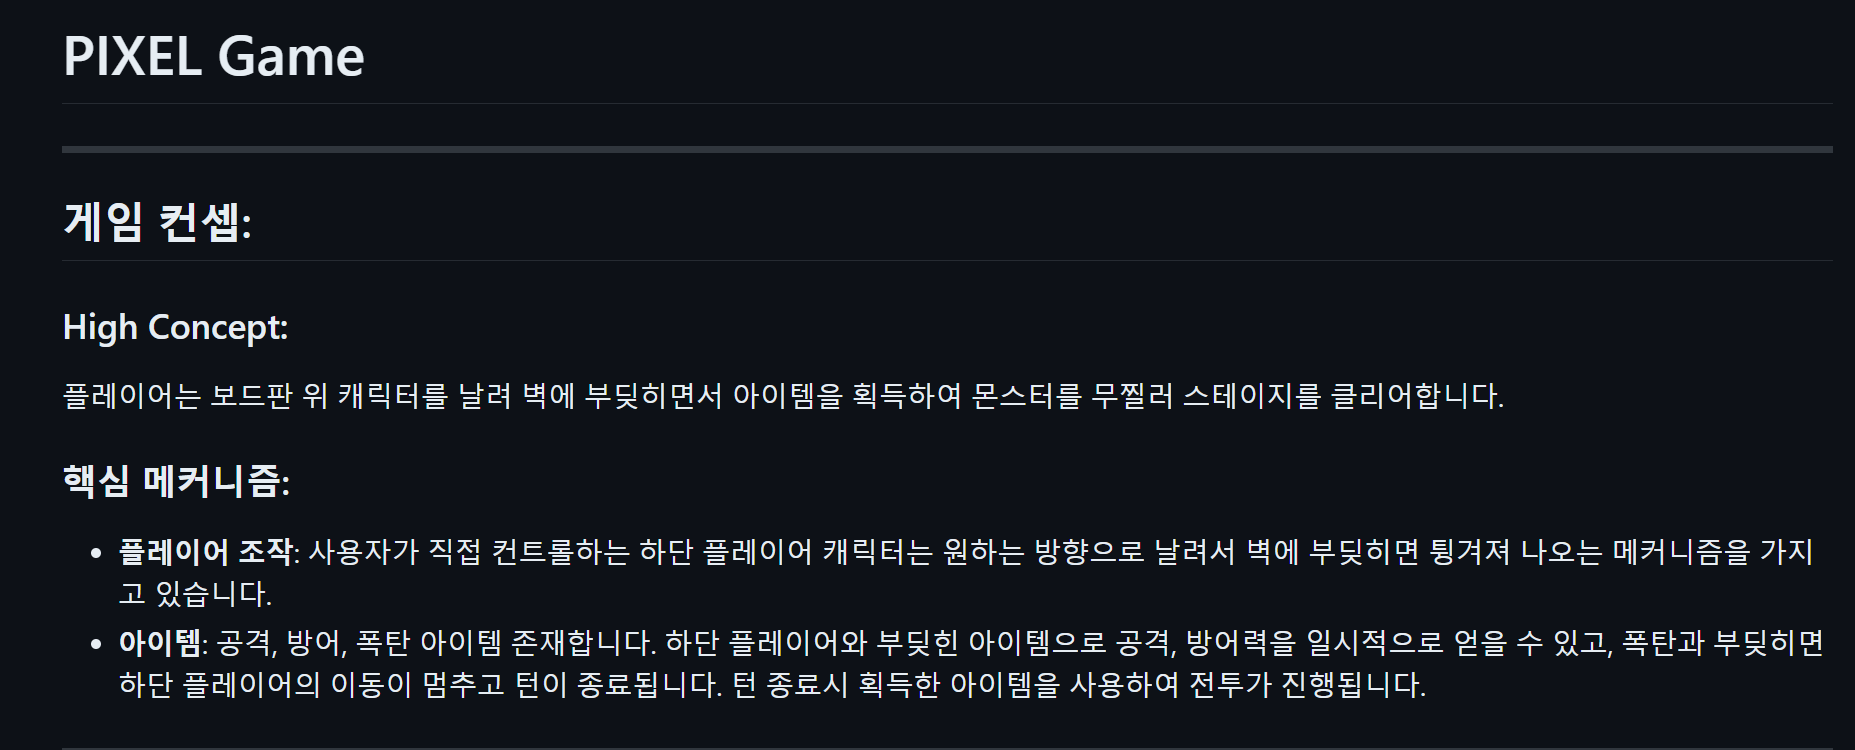 PIXEL Game
게임 컨셉:
High Concept:
플레이어는 보드판 위 캐릭터를 날려 벽에 부딪히면서 아이템을 획득하여 몬스터를 무찔러 스테이지를 클리어합니다.
핵심 메커니즘:
• 플레이어 조작: 사용자가 직접 컨트롤하는 하단 플레이어 캐릭터는 원하는 방향으로 날려서 벽에 부딪히면 튕겨져 나오는 메커니즘을 가지
고 있습니다.
• 아이템: 공격, 방어, 폭탄 아이템 존재합니다. 하단 플레이어와 부딪힌 아이템으로 공격, 방어력을 일시적으로 얻을 수 있고, 폭탄과 부딪히면
하단 플레이어의 이동이 멈추고 턴이 종료됩니다. 턴 종료시 획득한 아이템을 사용하여 전투가 진행됩니다.